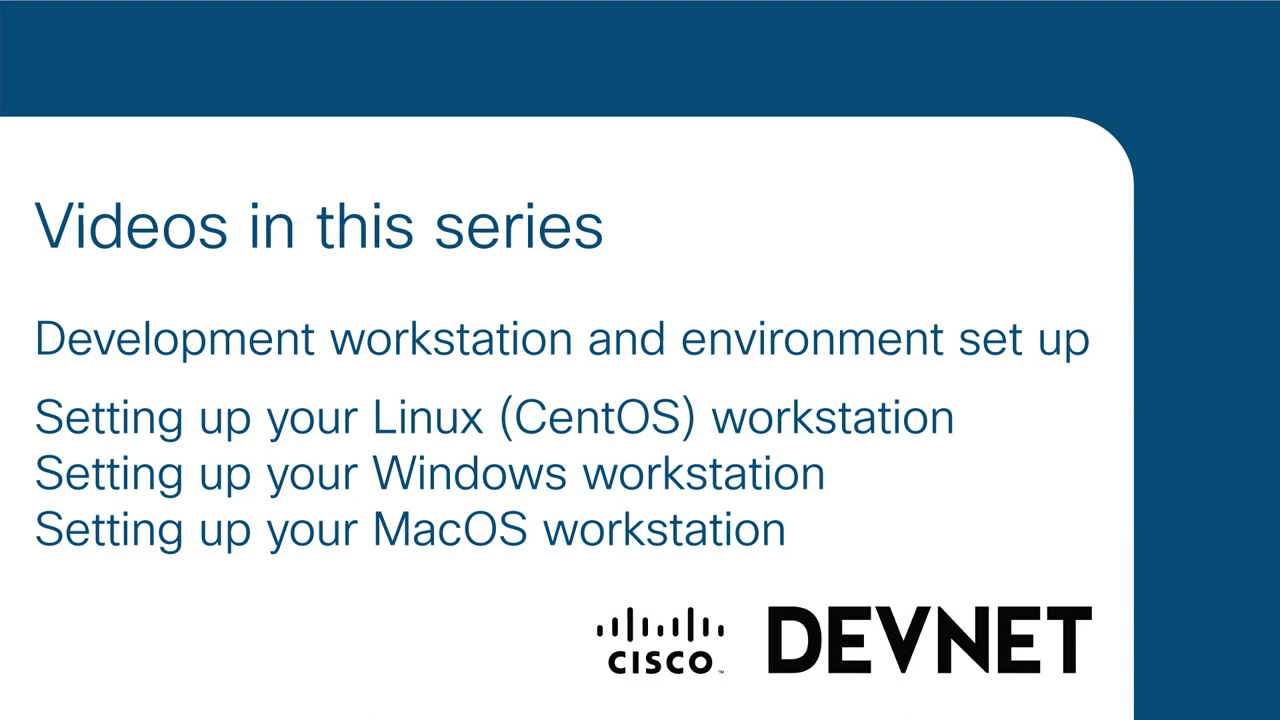 Videos in this series
Development workstation and environment set up
Setting up your Linux (CentOS) workstation
Setting up your Windows workstation
Setting up your MacOS workstation
CISCO™ DEVNET